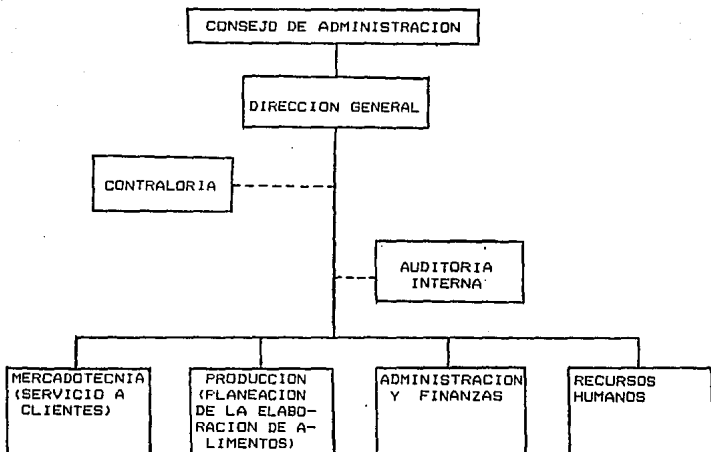 CONSEJO DE ADMINISTRACION
DIRECCION GENERAL
CONTRALORIA
AUDITORIA
INTERNA
MERCADOTECNIA
(SERVICIO A
CLIENTES)
PRODUCCION
(PLANEACION
DE LA ELABO-
RACION DE A-
LIMENTOS)
ADMINISTRACION
Y FINANZAS
RECURSOS
HUMANOS